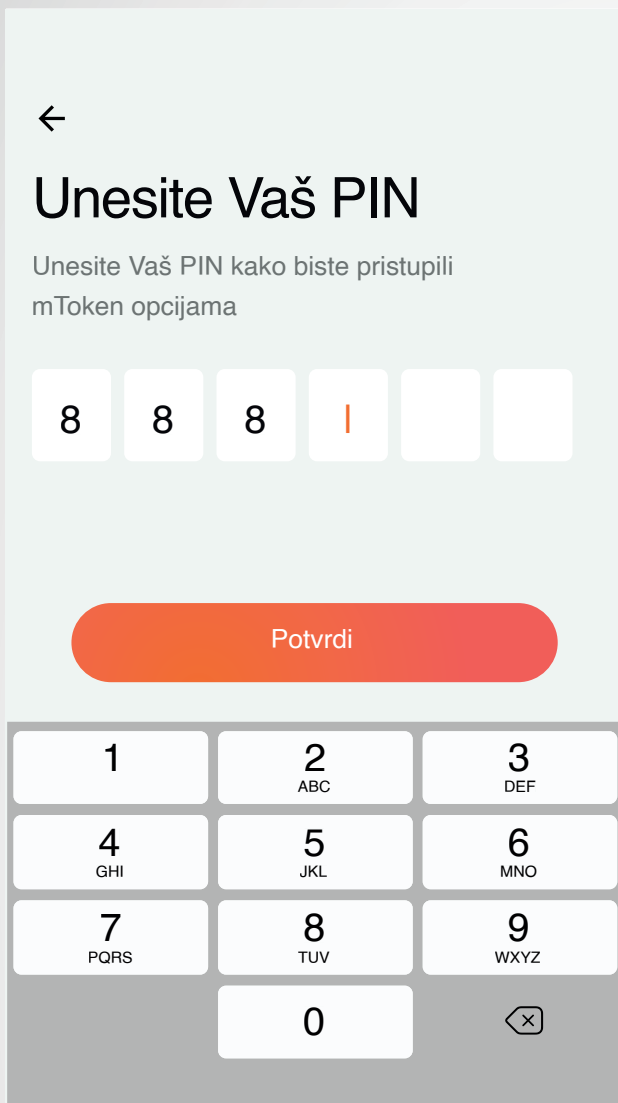 Unesite Vaš PIN
Unesite Vaš PIN kako biste pristupili
mToken opcijama
8 8 8
Potvrdi
1 2 3
ABC DEF
4 5 6
GHI JKL MNO
7 8 9
PQRS TUV WXYZ
0